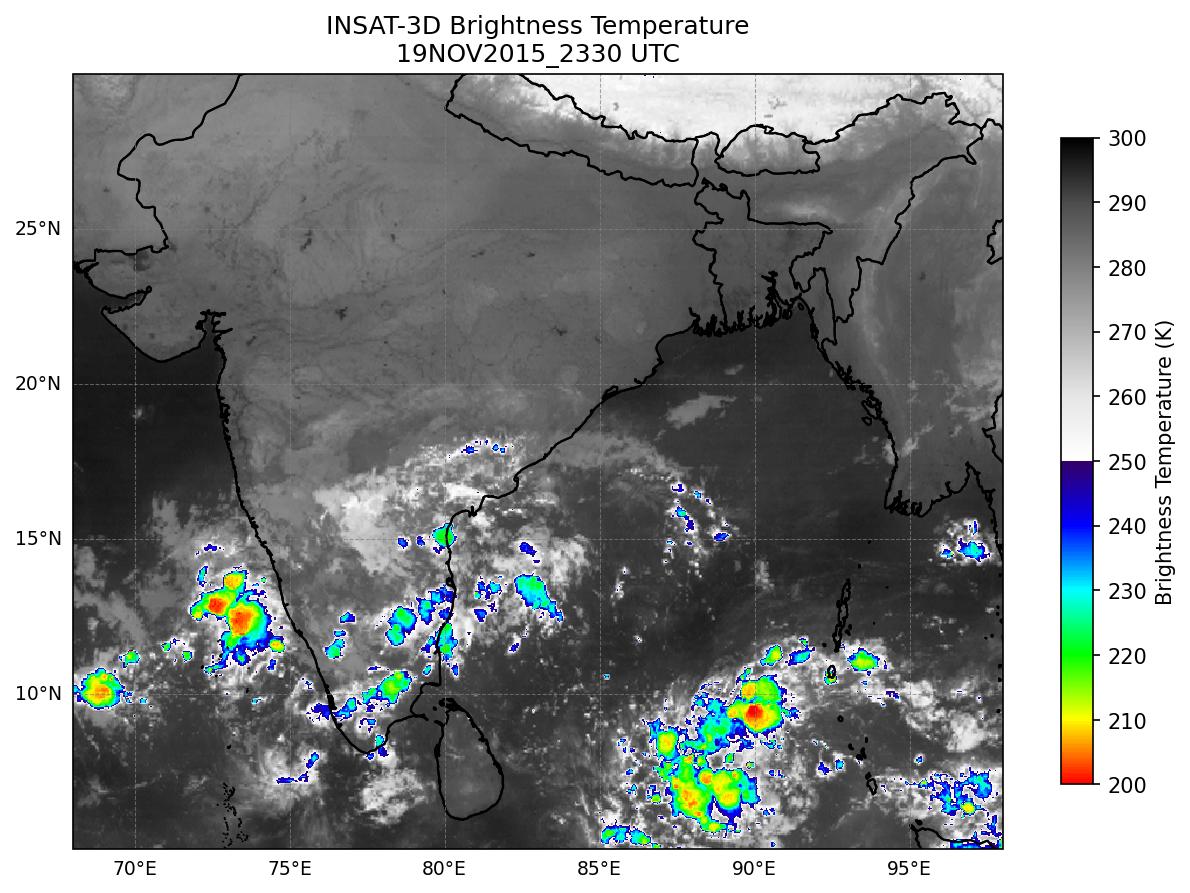 INSAT-3D Brightness Temperature
19NOV2015_2330 UTC
25°N
20°N
15°N
10°N
70°E
75°E
80°E
85°E
90°E
95°E
300
290
280
270
260
250
240
230
220
210
200
Brightness Temperature (K)